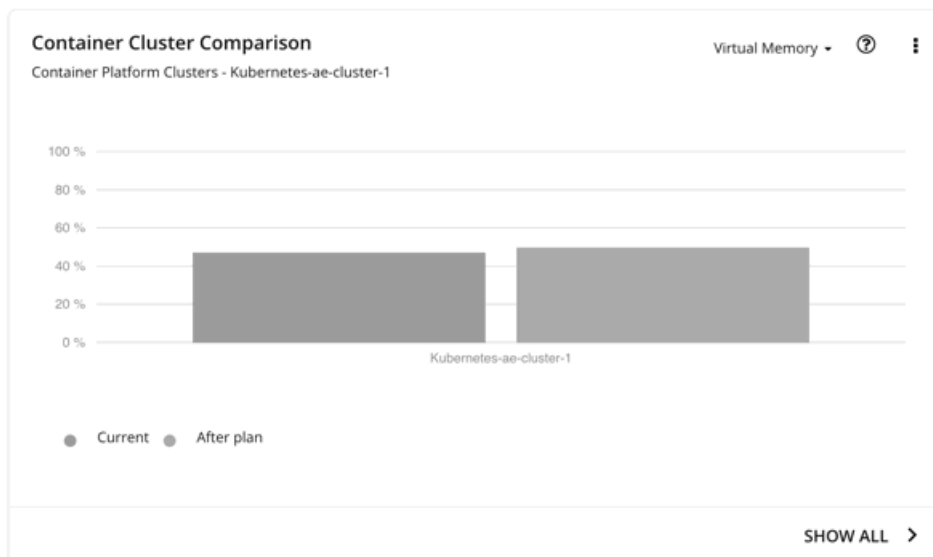 Container Cluster Comparison
Virtual Memory
Container Platform Clusters - Kubernetes-ae-cluster-1
100 %
80 %
60 %
40 %
20 %
0 %
Kubernetes-ae-cluster-1
Current
After plan
SHOW ALL